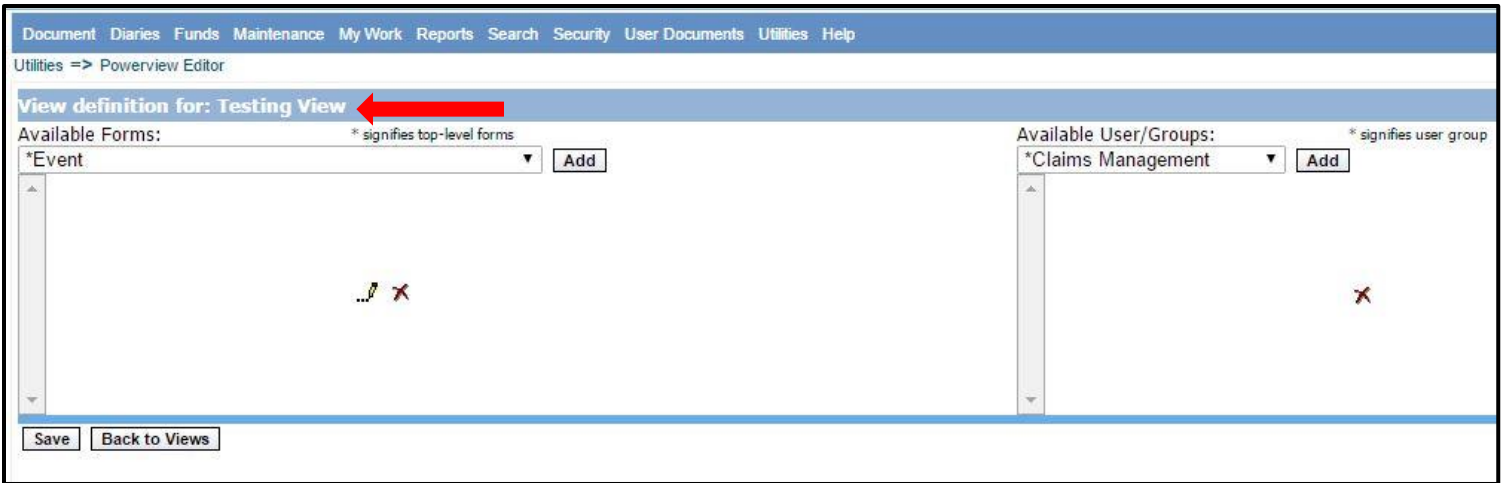 Document Diaries Funds Maintenance My Work Reports Search Security User Documents Utilities Help
Utilities => Powerview Editor
View definition for: Testing View
Available Forms: * signifies top-level forms Available User/Groups: * signifies user group
*Event Add *Claims Management Add
Save Back to Views